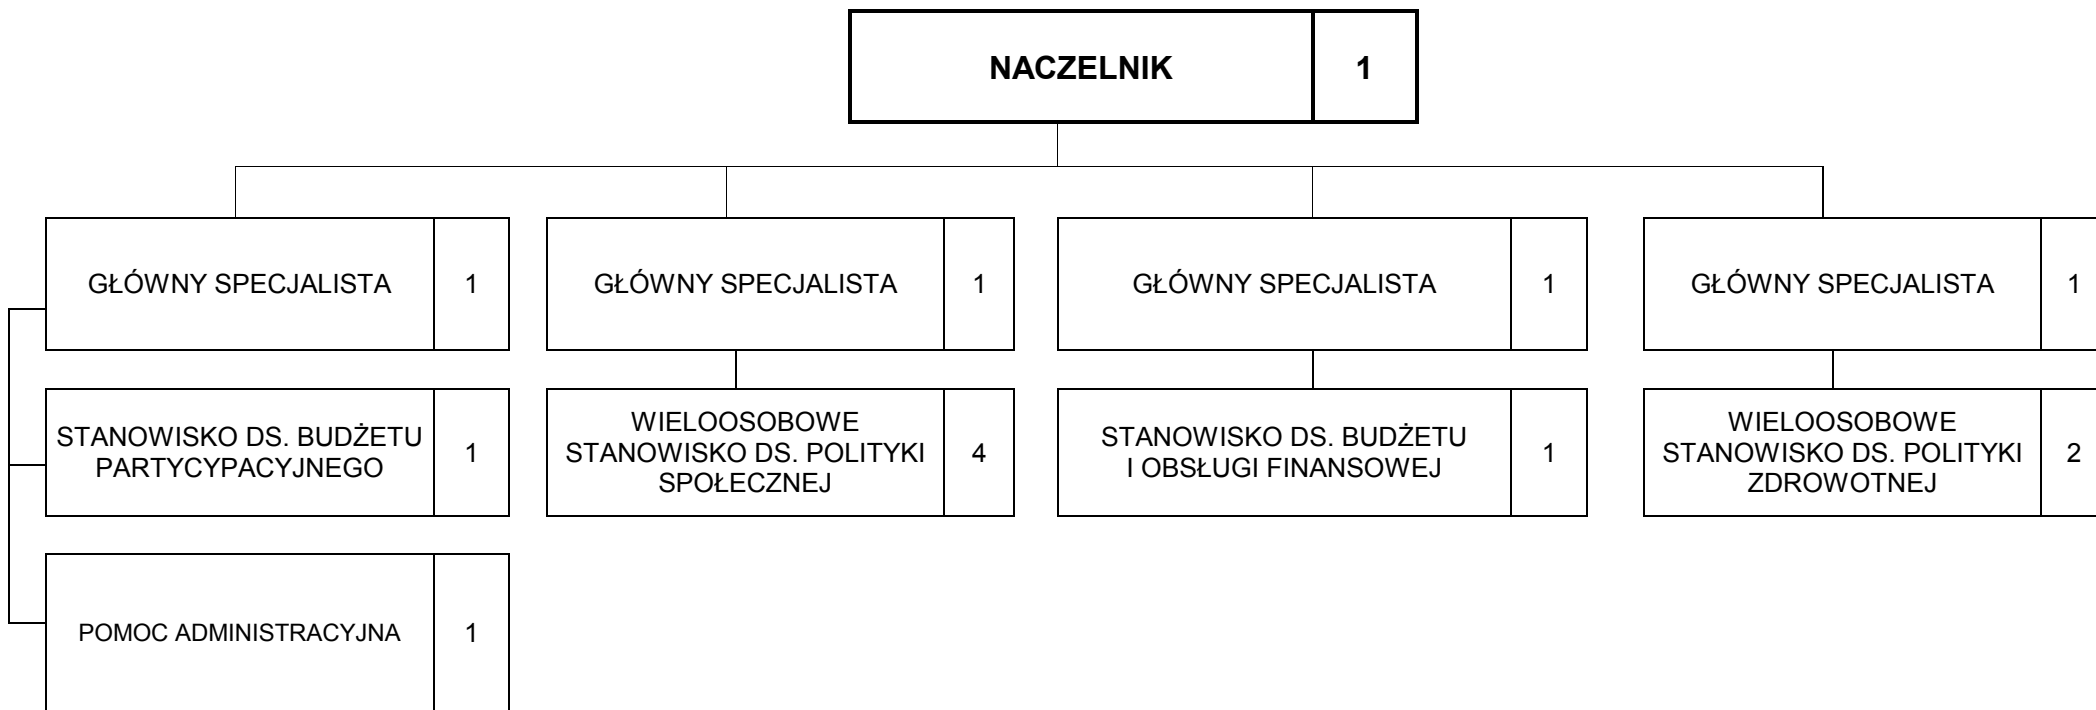 NACZELNIK 1
GŁÓWNY SPECJALISTA 1
GŁÓWNY SPECJALISTA 1
GŁÓWNY SPECJALISTA 1
GŁÓWNY SPECJALISTA 1
STANOWISKO DS. BUDŻETU
PARTYCYPACYJNEGO
1
WIELOOSOBOWE
STANOWISKO DS. POLITYKI
SPOŁECZNEJ
4
STANOWISKO DS. BUDŻETU
I OBSŁUGI FINANSOWEJ
1
WIELOOSOBOWE
STANOWISKO DS. POLITYKI
ZDROWOTNEJ
2
POMOC ADMINISTRACYJNA 1